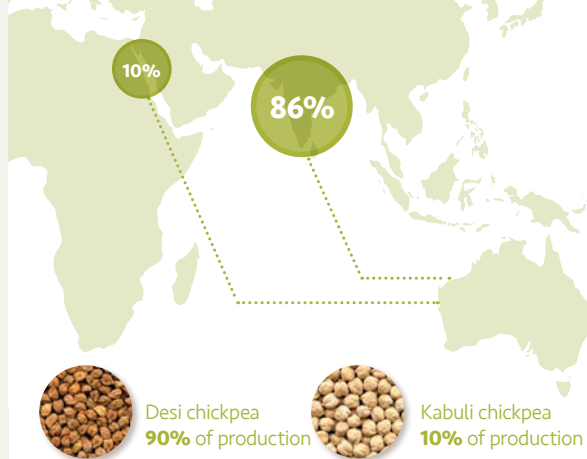 10%
86%
Desi chickpea
90% of production
Kabuli chickpea
10% of production